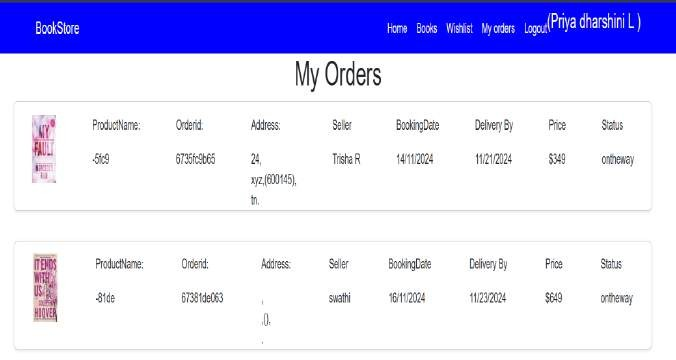 BookStore Home Books Wishlist My orders Logout(Priya dharshini L )
My Orders
MY
FAULT
ProductName: Orderid: Address: Seller BookingDate Delivery By Price Status
-5fc9 6735fc9b65 24, Trisha R 14/11/2024 11/21/2024 $349 ontheway
xyz,(600145),
tn.
IT ENDS
WITH
US
HOOVER
ProductName: Orderid: Address: Seller BookingDate Delivery By Price Status
-81de 67381de063 , swathi 16/11/2024 11/23/2024 $649 ontheway
,(),
.